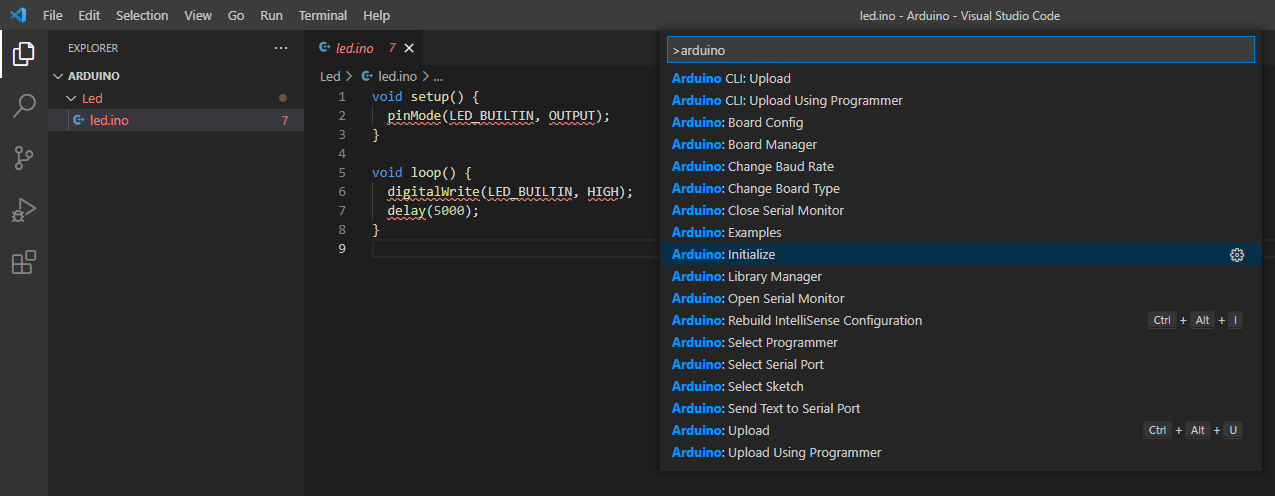 File Edit Selection View Go Run Terminal Help
led.ino - Arduino - Visual Studio Code
EXPLORER ...
ARDUINO
Led
led.ino 7
led.ino 7
Led > led.ino > ...
1 void setup() {
2 pinMode(LED_BUILTIN, OUTPUT);
3 }
4
5 void loop() {
6 digitalWrite(LED_BUILTIN, HIGH);
7 delay(5000);
8 }
9
>arduino
Arduino CLI: Upload
Arduino CLI: Upload Using Programmer
Arduino: Board Config
Arduino: Board Manager
Arduino: Change Baud Rate
Arduino: Change Board Type
Arduino: Close Serial Monitor
Arduino: Examples
Arduino: Initialize
Arduino: Library Manager
Arduino: Open Serial Monitor
Arduino: Rebuild IntelliSense Configuration Ctrl + Alt + I
Arduino: Select Programmer
Arduino: Select Serial Port
Arduino: Select Sketch
Arduino: Send Text to Serial Port
Arduino: Upload Ctrl + Alt + U
Arduino: Upload Using Programmer